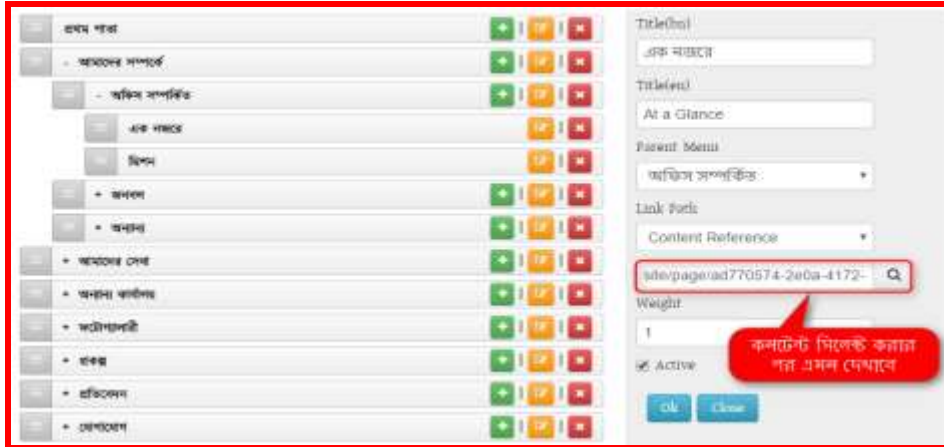 প্রথম পাতা
- আমাদের সম্পর্কে
- অফিস সম্পর্কিত
এক নজরে
মিশন
+ জনবল
+ অন্যান্য
+ আমাদের সেবা
+ অন্যান্য কার্যালয়
+ ফটোগ্যালারী
+ প্রকল্প
+ প্রতিবেদন
+ যোগাযোগ
Title(bn)
এক নজরে
Title(en)
At a Glance
Parent Menu
অফিস সম্পর্কিত
Link Path
Content Reference
site/page/ad770574-2e0a-4172-
Weight
1
কনটেন্ট সিলেক্ট করার
পর এমন দেখাবে
Active
Ok
Close